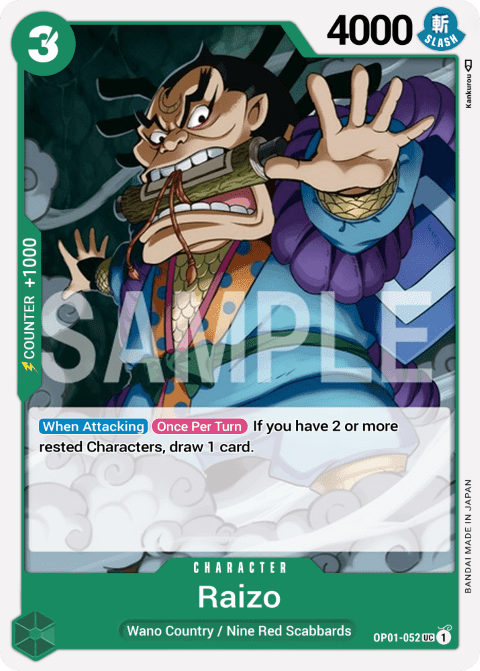 3
4000
斬
SLASH
Kankurou
COUNTER +1000
SAMPLE
When Attacking Once Per Turn If you have 2 or more
rested Characters, draw 1 card.
BANDAI MADE IN JAPAN
CHARACTER
Raizo
Wano Country / Nine Red Scabbards
OP01-052 UC 1